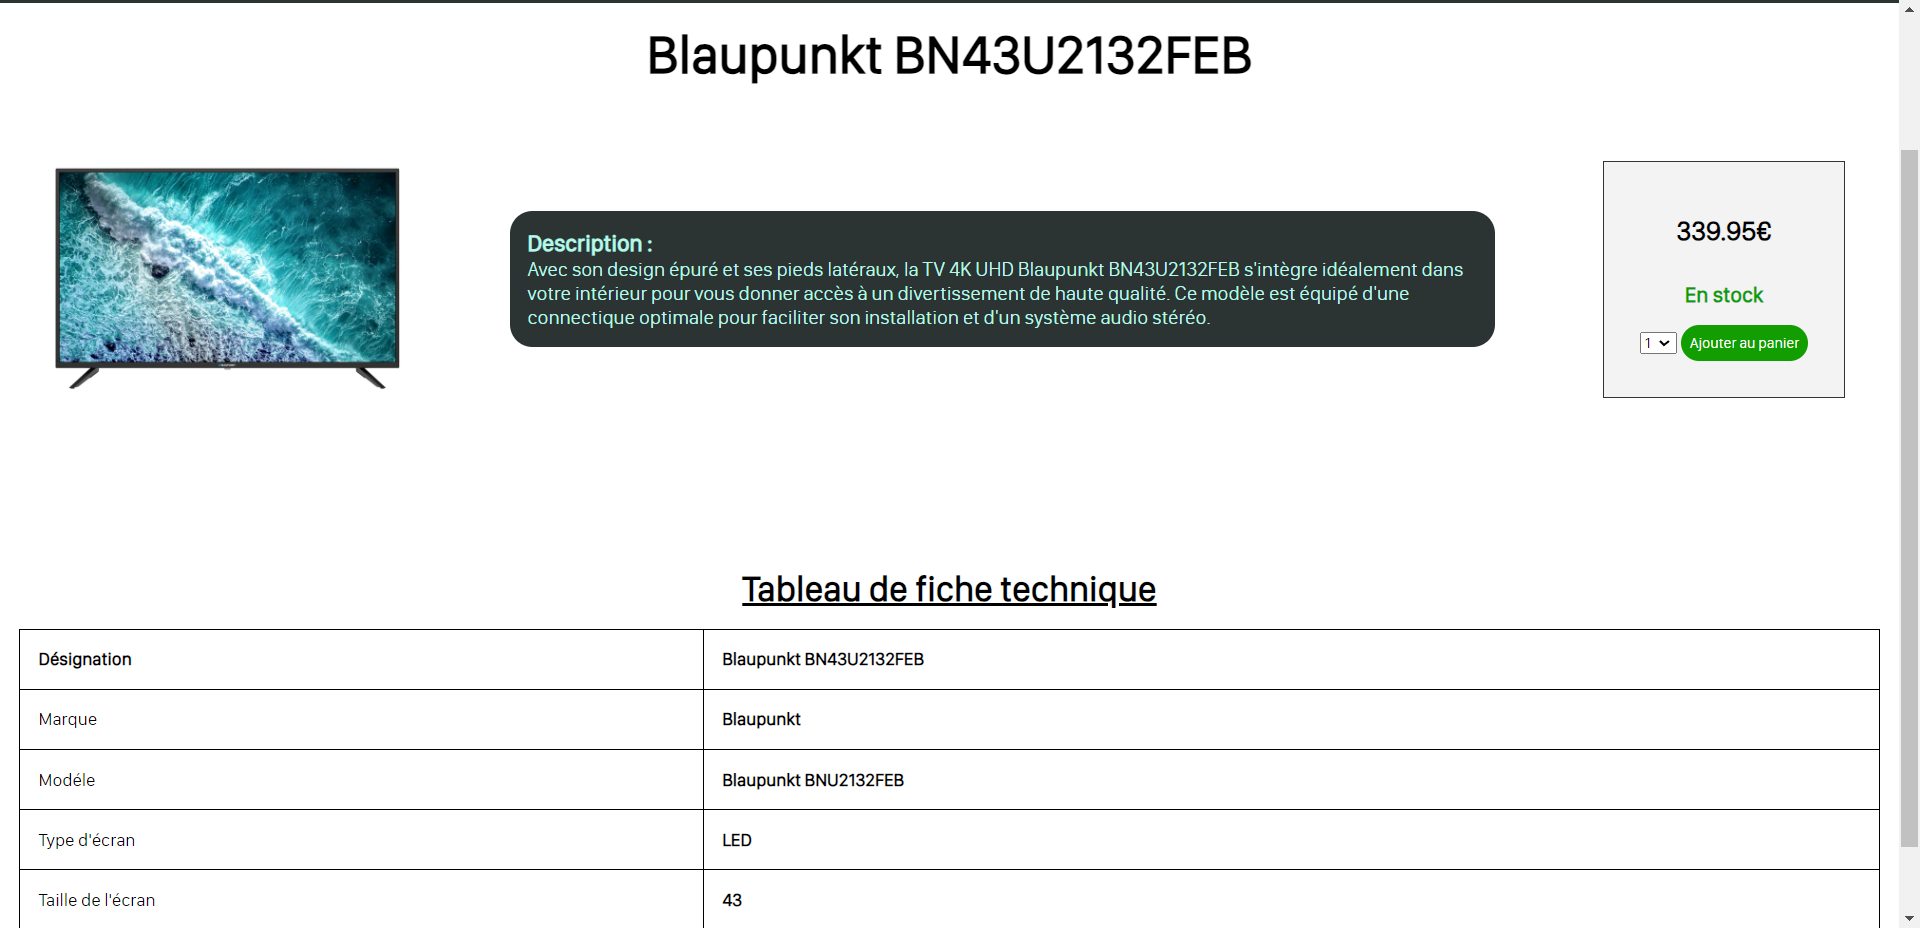 Blaupunkt BN43U2132FEB
Description :
Avec son design épuré et ses pieds latéraux, la TV 4K UHD Blaupunkt BN43U2132FEB s'intègre idéalement dans
votre intérieur pour vous donner accès à un divertissement de haute qualité. Ce modèle est équipé d'une
connectique optimale pour faciliter son installation et d'un système audio stéréo.
339.95€
En stock
1 Ajouter au panier
Tableau de fiche technique
Désignation Blaupunkt BN43U2132FEB
Marque Blaupunkt
Modéle Blaupunkt BNU2132FEB
Type d'écran LED
Taille de l'écran 43